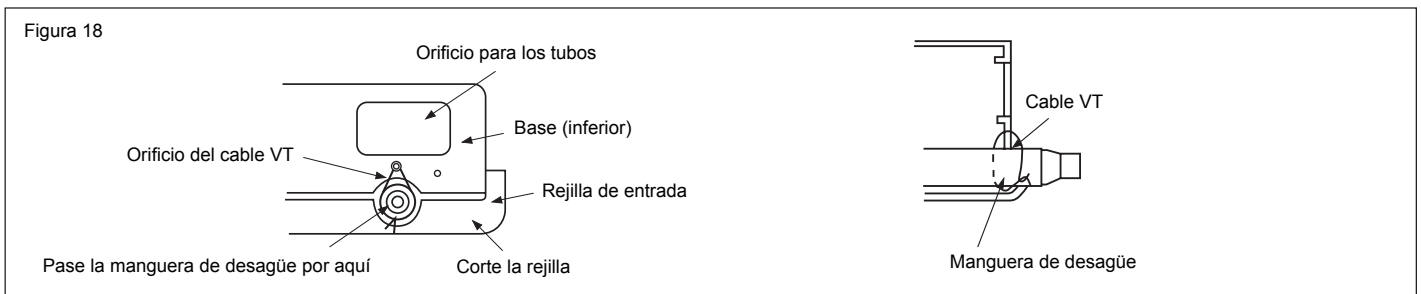 Figura 18
Orificio para los tubos
Base (inferior)
Orificio del cable VT
Rejilla de entrada
Pase la manguera de desagüe por aquí
Corte la rejilla
Cable VT
Manguera de desagüe